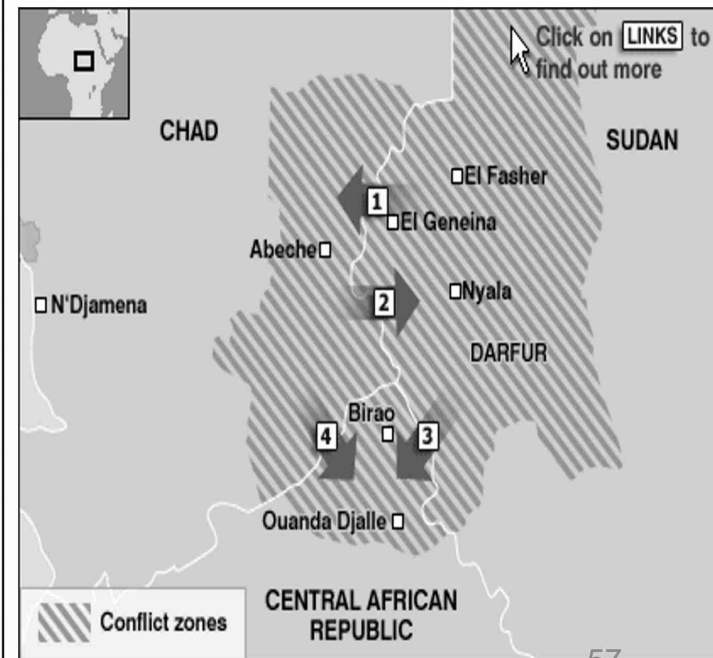 Click on LINKS to
find out more
CHAD
SUDAN
El Fasher
1
El Geneina
Abeche
2
Nyala
N'Djamena
DARFUR
Birao
4
3
Ouanda Djalle
CENTRAL AFRICAN
REPUBLIC
Conflict zones
57